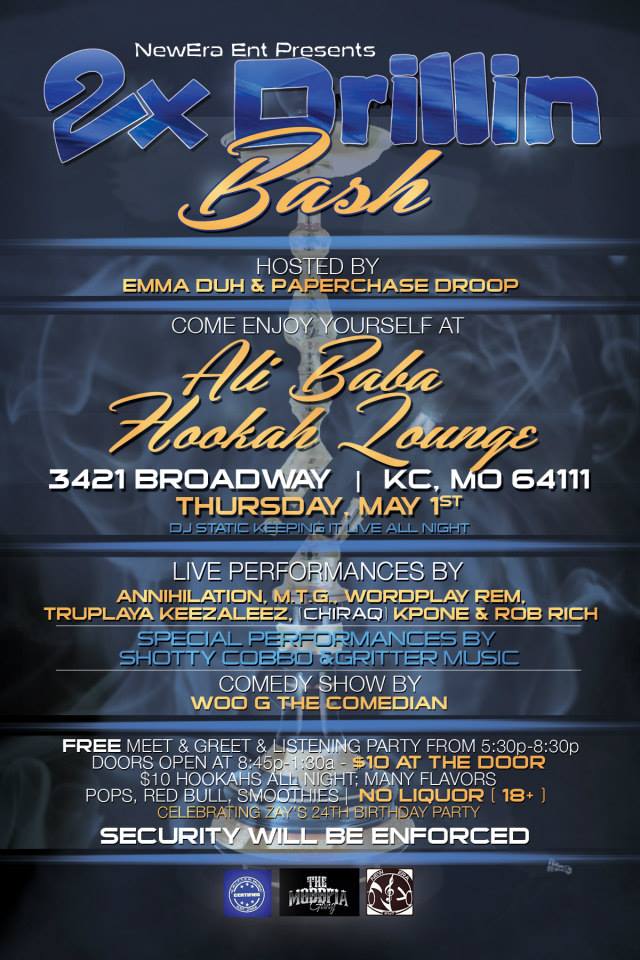 NewEra Ent Presents
2x Drillin
Bash
HOSTED BY
EMMA DUH & PAPERCHASE DROOP
COME ENJOY YOURSELF AT
Ali Baba
Hookah Lounge
3421 BROADWAY | KC, MO 64111
THURSDAY, MAY 1ST
DJ STATIC KEEPING IT LIVE ALL NIGHT
LIVE PERFORMANCES BY
ANNIHILATION, M.T.G., WORDPLAY REM,
TRUPLAYA KEEZALEEZ, (CHIRAQ) KPONE & ROB RICH
SPECIAL PERFORMANCES BY
SHOTTY COBBO &GRITTER MUSIC
COMEDY SHOW BY
WOO G THE COMEDIAN
FREE MEET & GREET & LISTENING PARTY FROM 5:30p-8:30p
DOORS OPEN AT 8:45p-1:30a - $10 AT THE DOOR
$10 HOOKAHS ALL NIGHT; MANY FLAVORS
POPS, RED BULL, SMOOTHIES | NO LIQUOR ( 18+ )
CELEBRATING ZAY'S 24TH BIRTHDAY PARTY
SECURITY WILL BE ENFORCED
CERTIFIED
THE